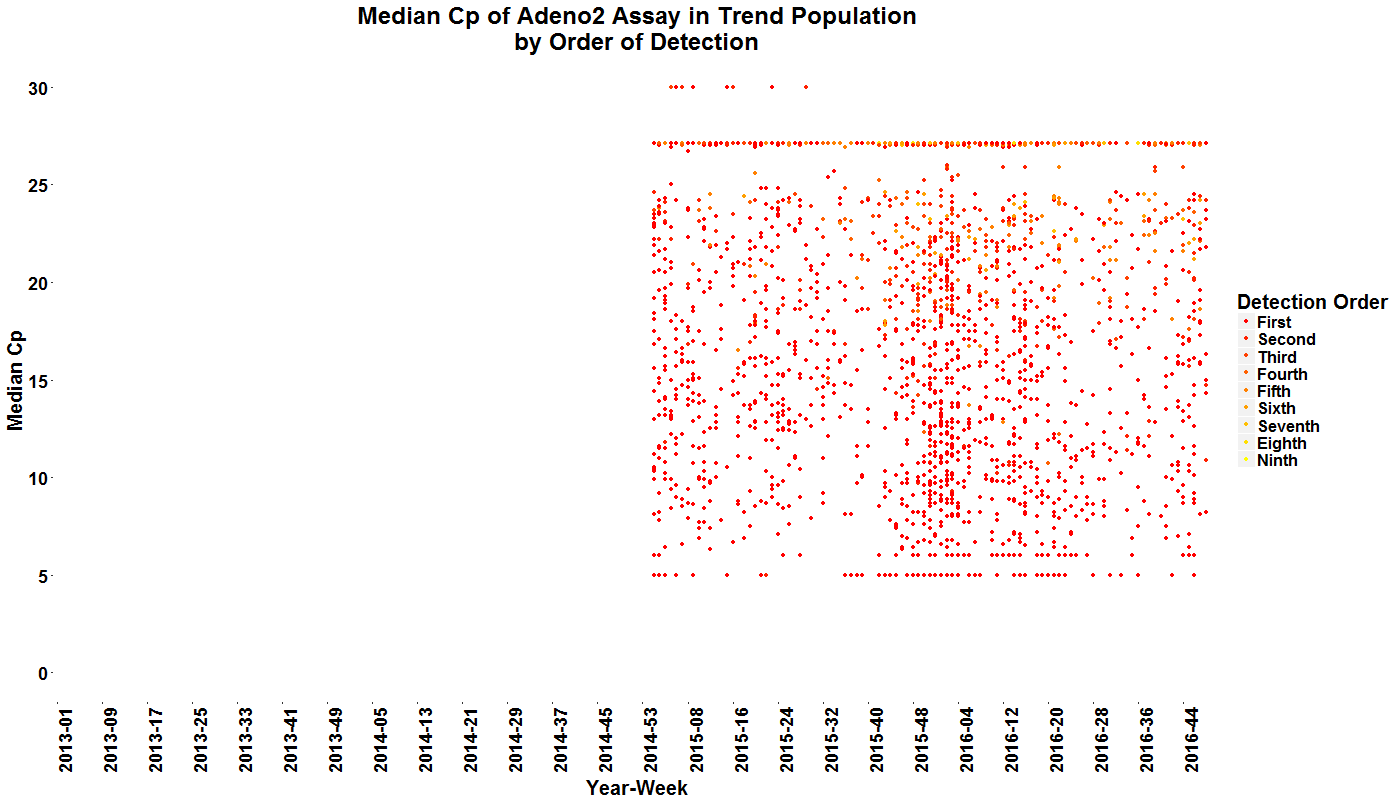 Median Cp of Adeno2 Assay in Trend Population
by Order of Detection
30
25
20
15
10
5
0
Median Cp
2013-01
2013-09
2013-17
2013-25
2013-33
2013-41
2013-49
2014-05
2014-13
2014-21
2014-29
2014-37
2014-45
2014-53
2015-08
2015-16
2015-24
2015-32
2015-40
2015-48
2016-04
2016-12
2016-20
2016-28
2016-36
2016-44
Year-Week
Detection Order
First
Second
Third
Fourth
Fifth
Sixth
Seventh
Eighth
Ninth